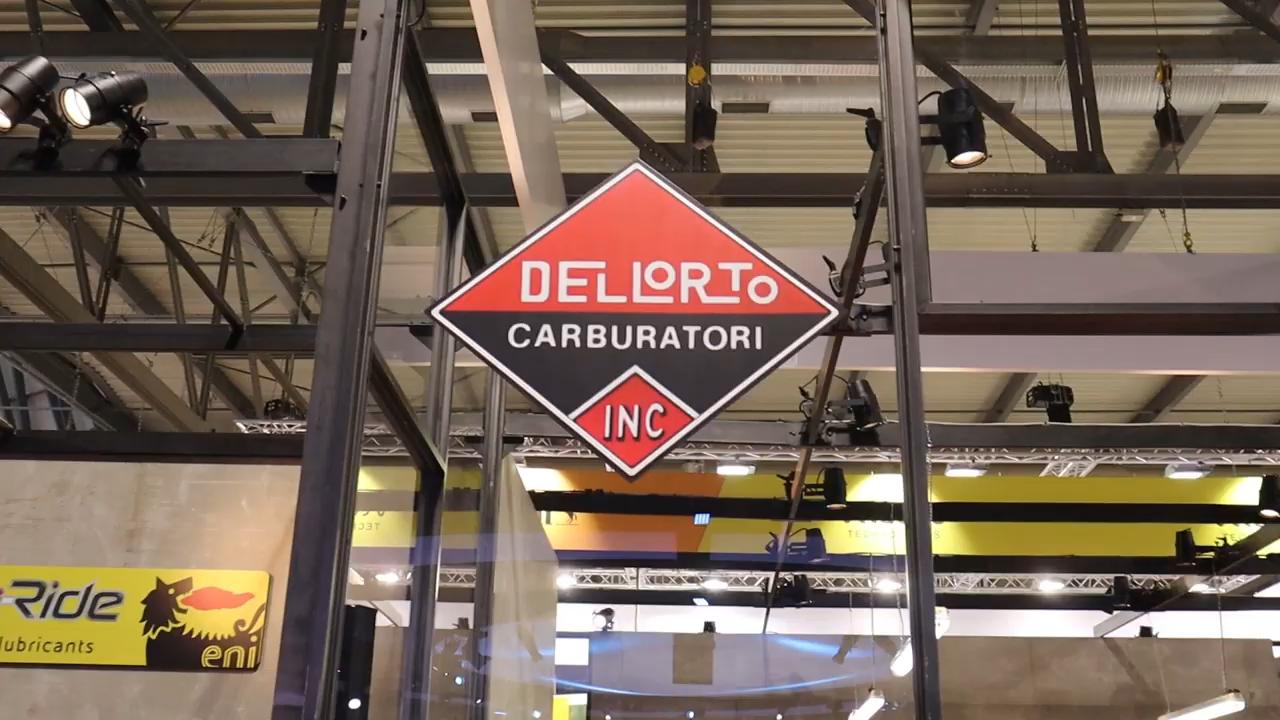 DELLORTO
CARBURATORI
INC
-Ride
lubricants
eni